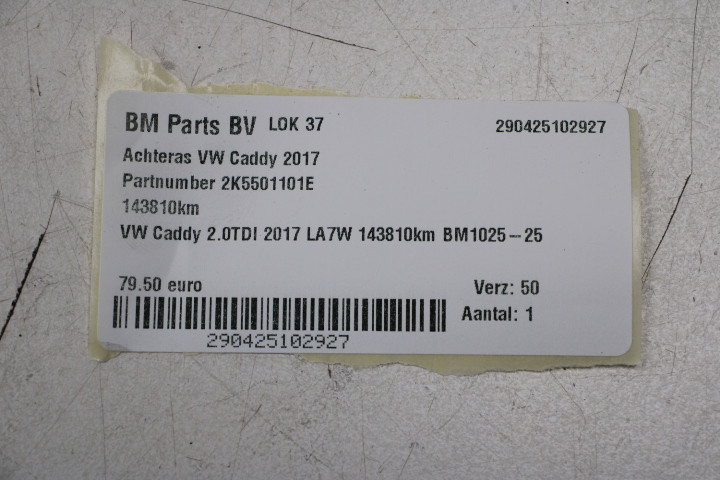 BM Parts BV LOK 37 290425102927
Achteras VW Caddy 2017
Partnumber 2K5501101E
143810km
VW Caddy 2.0TDI 2017 LA7W 143810km BM1025-25
79.50 euro Verz: 50
Aantal: 1
290425102927